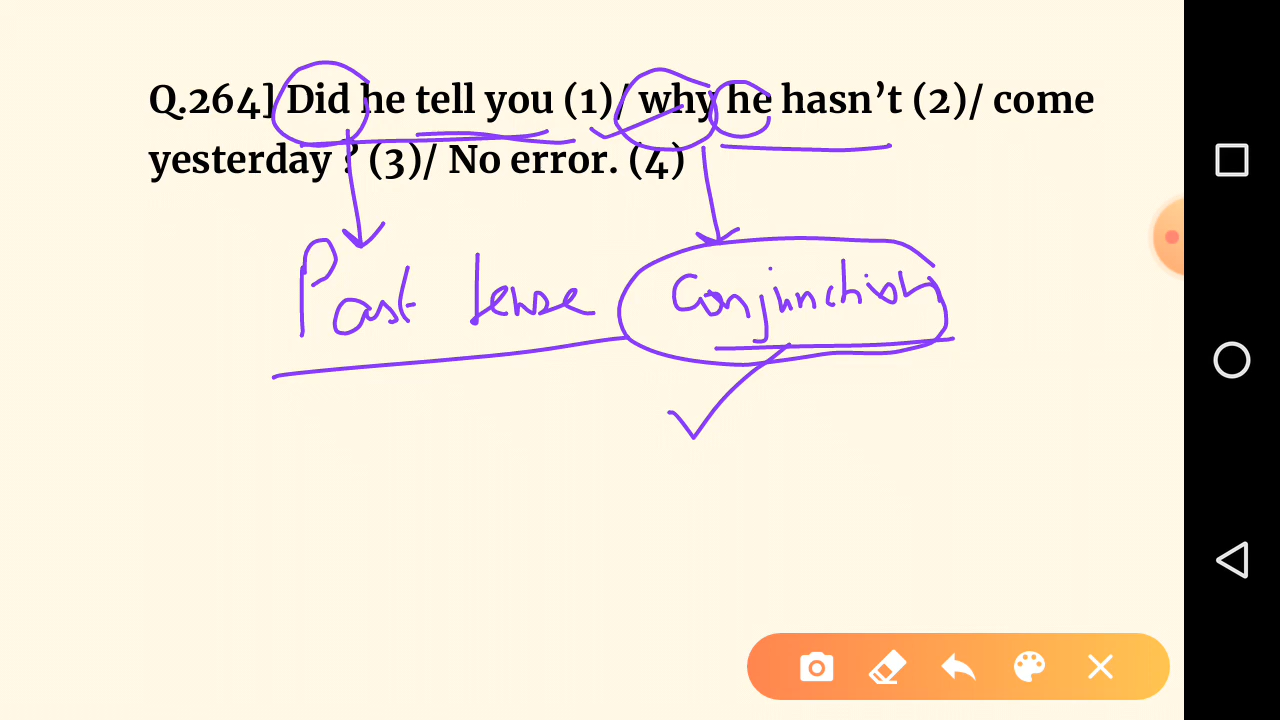 Q.264] Did he tell you (1)/ why he hasn’t (2)/ come
yesterday ? (3)/ No error. (4)
Past tense
Conjunction